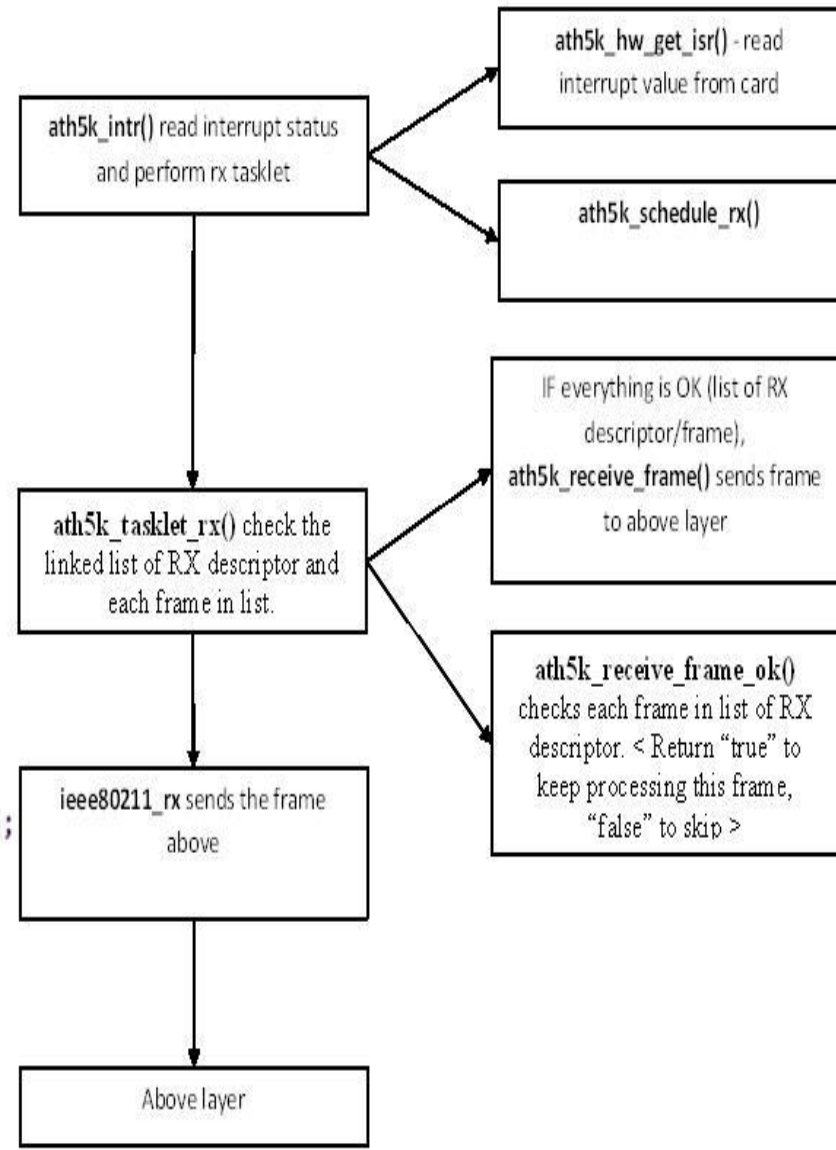 ath5k_hw_get_isr() - read
interrupt value from card
ath5k_intr() read interrupt status
and perform rx tasklet
ath5k_schedule_rx()
IF everything is OK (list of RX
descriptor/frame),
ath5k_receive_frame() sends frame
to above layer
ath5k_tasklet_rx() check the
linked list of RX descriptor and
each frame in list.
ath5k_receive_frame_ok()
checks each frame in list of RX
descriptor. < Return “true” to
keep processing this frame,
“false” to skip >
ieee80211_rx sends the frame
above
;
Above layer